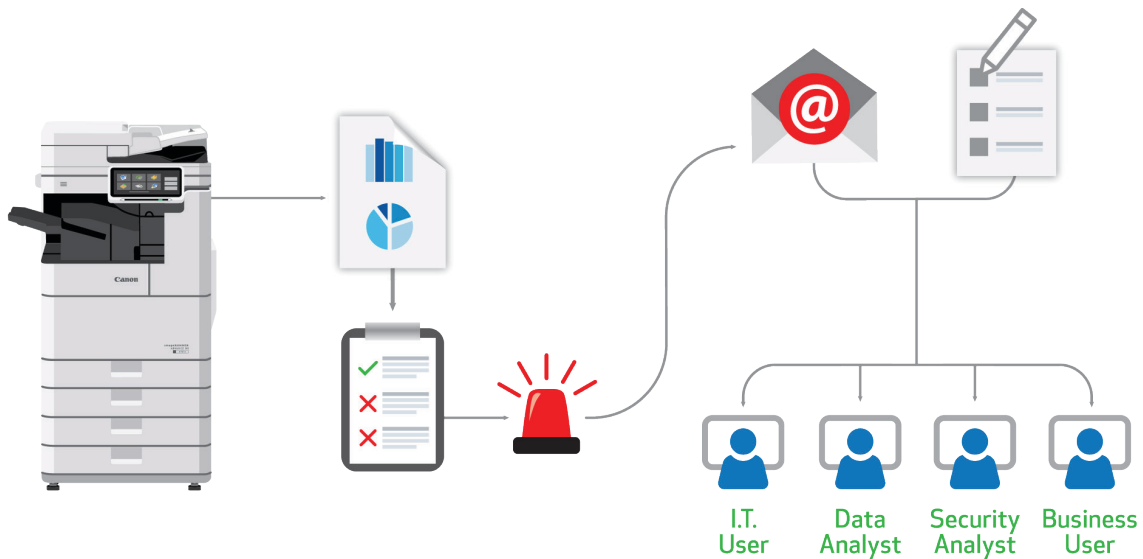 @
Canon
I.T.
User
Data
Analyst
Security
Analyst
Business
User